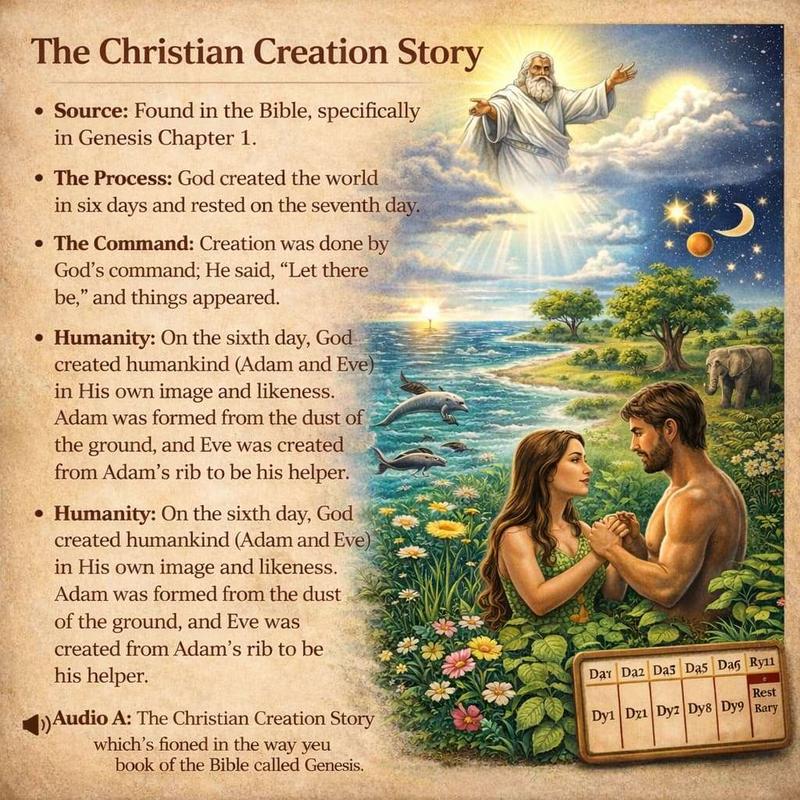 The Christian Creation Story
• Source: Found in the Bible, specifically
in Genesis Chapter 1.
• The Process: God created the world
in six days and rested on the seventh day.
• The Command: Creation was done by
God's command; He said, “Let there
be,” and things appeared.
• Humanity: On the sixth day, God
created humankind (Adam and Eve)
in His own image and likeness.
Adam was formed from the dust of
the ground, and Eve was created
from Adam's rib to be his helper.
• Humanity: On the sixth day, God
created humankind (Adam and Eve)
in His own image and likeness.
Adam was formed from the dust
of the ground, and Eve was
created from Adam's rib to be
his helper.
Audio A: The Christian Creation Story
which's fioned in the way yeu
book of the Bible called Genesis.
Day Da2 Da3 Da5 Da6 Ry11
Dy1 Dy2 Dy8 Dy9 Rest
Rary